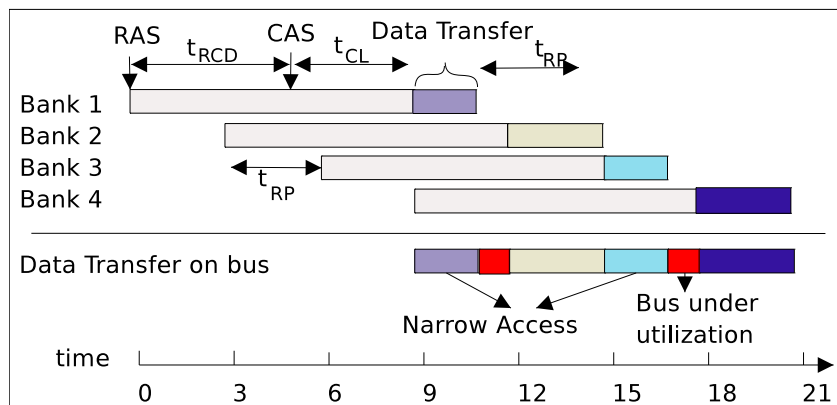 RAS
CAS
Data Transfer
tRCD
tCL
tRP
Bank 1
Bank 2
Bank 3
tRP
Bank 4
Data Transfer on bus
Narrow Access
Bus under
utilization
time
0 3 6 9 12 15 18 21